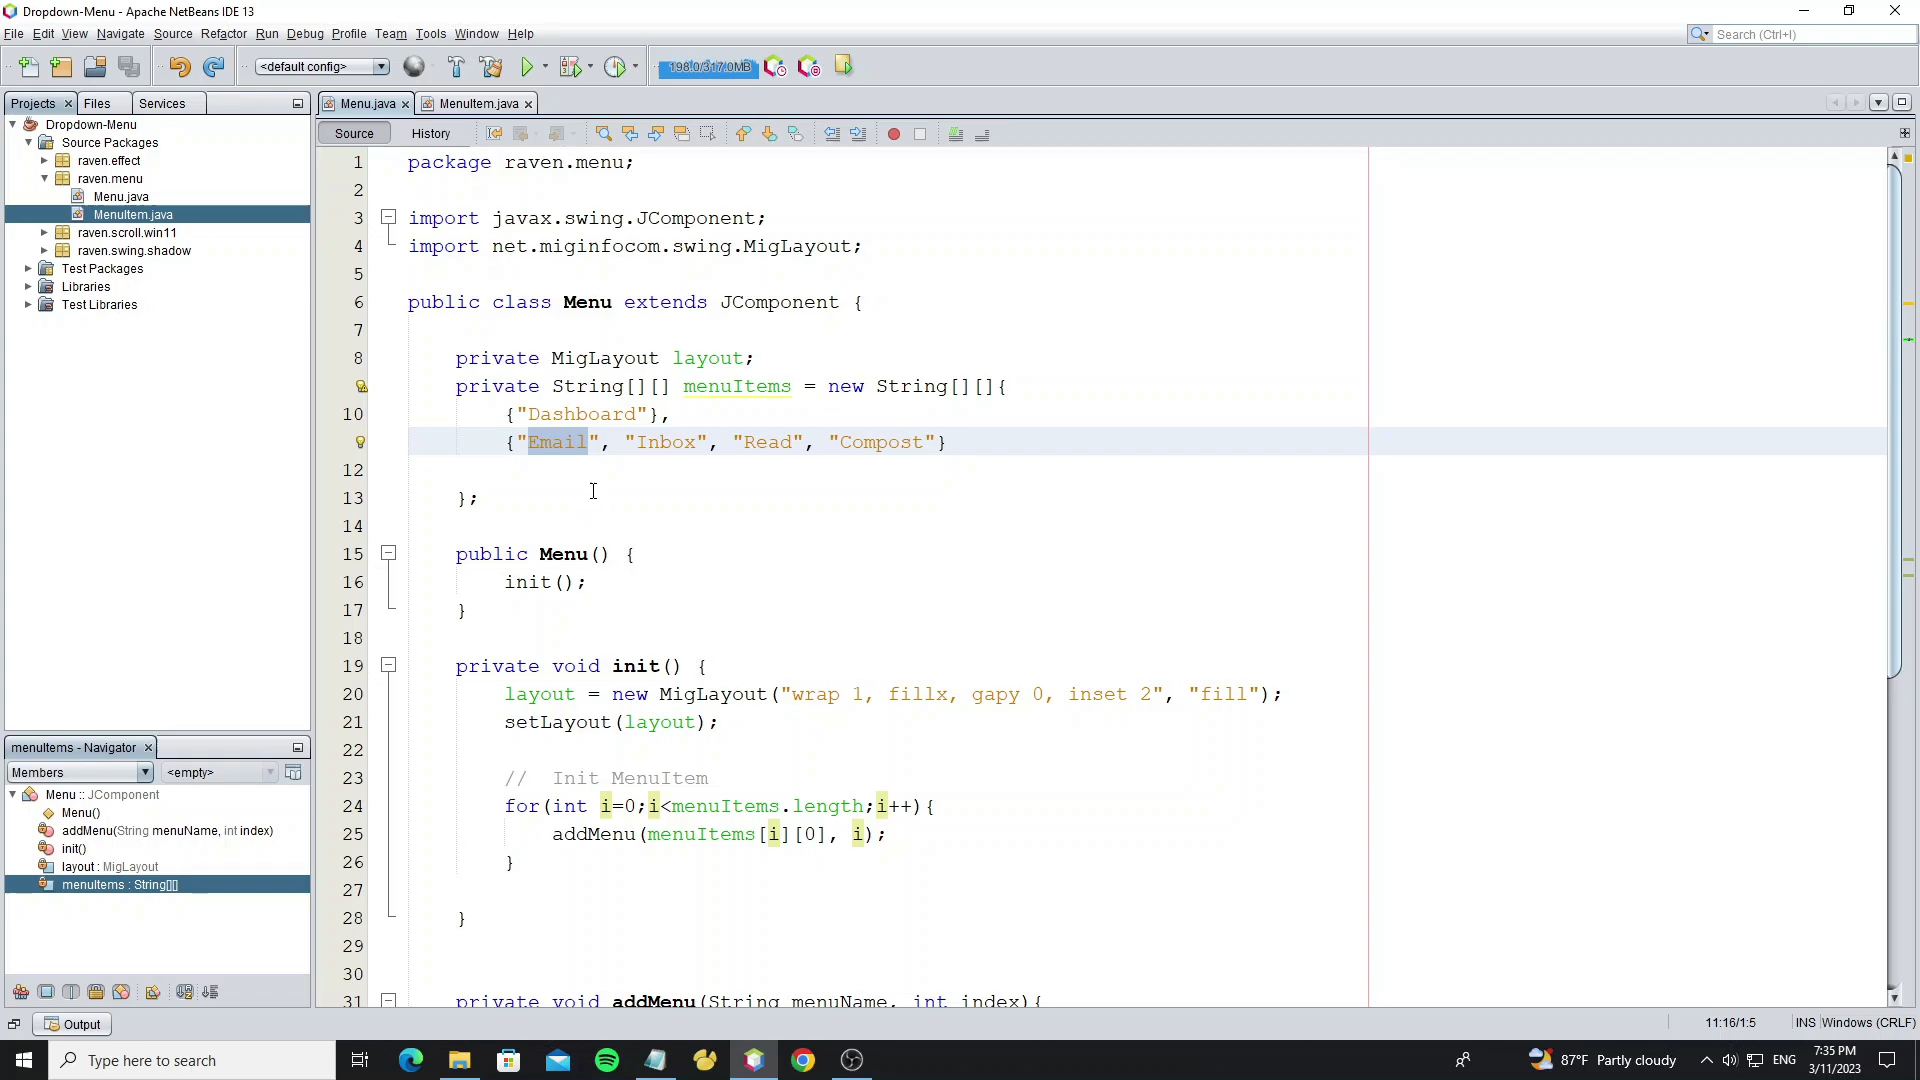 Dropdown-Menu - Apache NetBeans IDE 13
File Edit View Navigate Source Refactor Run Debug Profile Team Tools Window Help
Search (Ctrl+I)
<default config>
198.0/317.0MB
Projects
Files
Services
Menu.java
MenuItem.java
Source
History
Dropdown-Menu
Source Packages
raven.effect
raven.menu
Menu.java
MenuItem.java
raven.scroll.win11
raven.swing.shadow
Test Packages
Libraries
Test Libraries
1 package raven.menu;
2
3 import javax.swing.JComponent;
4 import net.miginfocom.swing.MigLayout;
5
6 public class Menu extends JComponent {
7
8 private MigLayout layout;
private String[][] menuItems = new String[][]{
10 {"Dashboard"},
{"Email", "Inbox", "Read", "Compost"}
12
13 };
14
15 public Menu() {
16 init();
17 }
18
19 private void init() {
20 layout = new MigLayout("wrap 1, fillx, gapy 0, inset 2", "fill");
21 setLayout(layout);
22
23 // Init MenuItem
24 for(int i=0;i<menuItems.length;i++){
25 addMenu(menuItems[i][0], i);
26 }
27
28 }
29
30
31 private void addMenu(String menuName, int index){
menuItems - Navigator
Members
<empty>
Menu :: JComponent
Menu()
addMenu(String menuName, int index)
init()
layout : MigLayout
menuItems : String[][]
Output
11:16/1:5
INS
Windows (CRLF)
Type here to search
87°F Partly cloudy
ENG
7:35 PM
3/11/2023